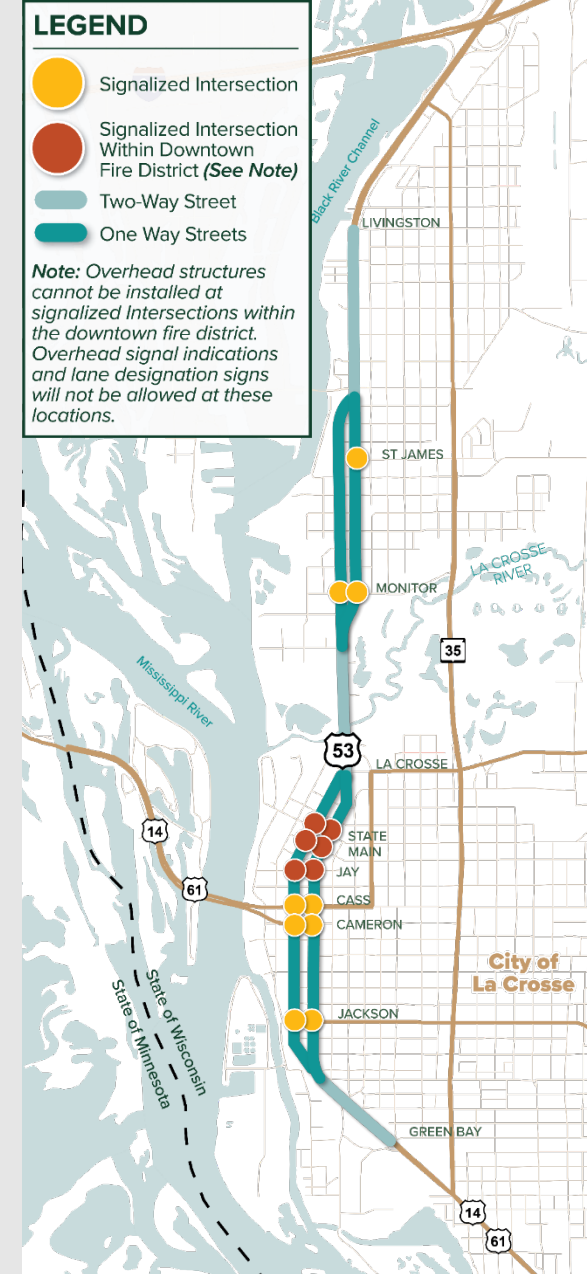 LEGEND
Signalized Intersection
Signalized Intersection
Within Downtown
Fire District (See Note)
Two-Way Street
One Way Streets
Note: Overhead structures
cannot be installed at
signalized Intersections within
the downtown fire district.
Overhead signal indications
and lane designation signs
will not be allowed at these
locations.
Black River Channel
LIVINGSTON
ST JAMES
LA CROSSE
RIVER
MONITOR
35
Mississippi River
53
LA CROSSE
14
STATE
MAIN
JAY
61
CASS
CAMERON
City of
La Crosse
State of Wisconsin
State of Minnesota
JACKSON
GREEN BAY
14
61